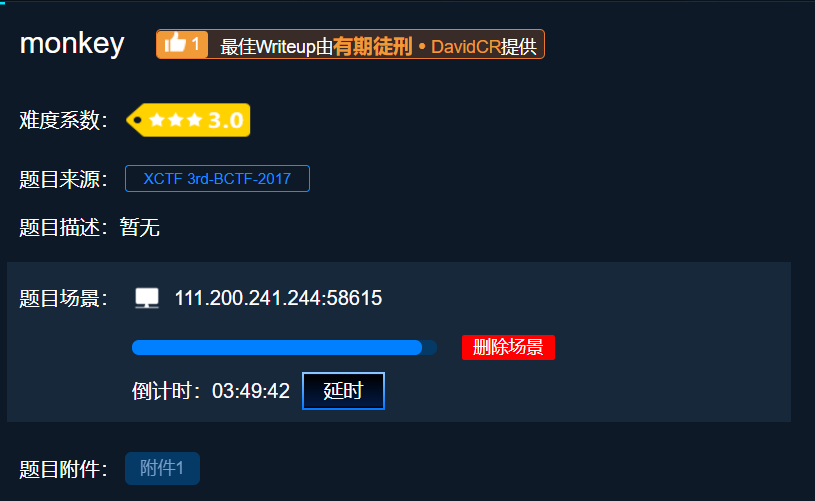 monkey 1 最佳Writeup由有期徒刑 • DavidCR提供
难度系数： 3.0
题目来源： XCTF 3rd-BCTF-2017
题目描述：暂无
题目场景： 111.200.241.244:58615
删除场景
倒计时：03:49:42 延时
题目附件： 附件1